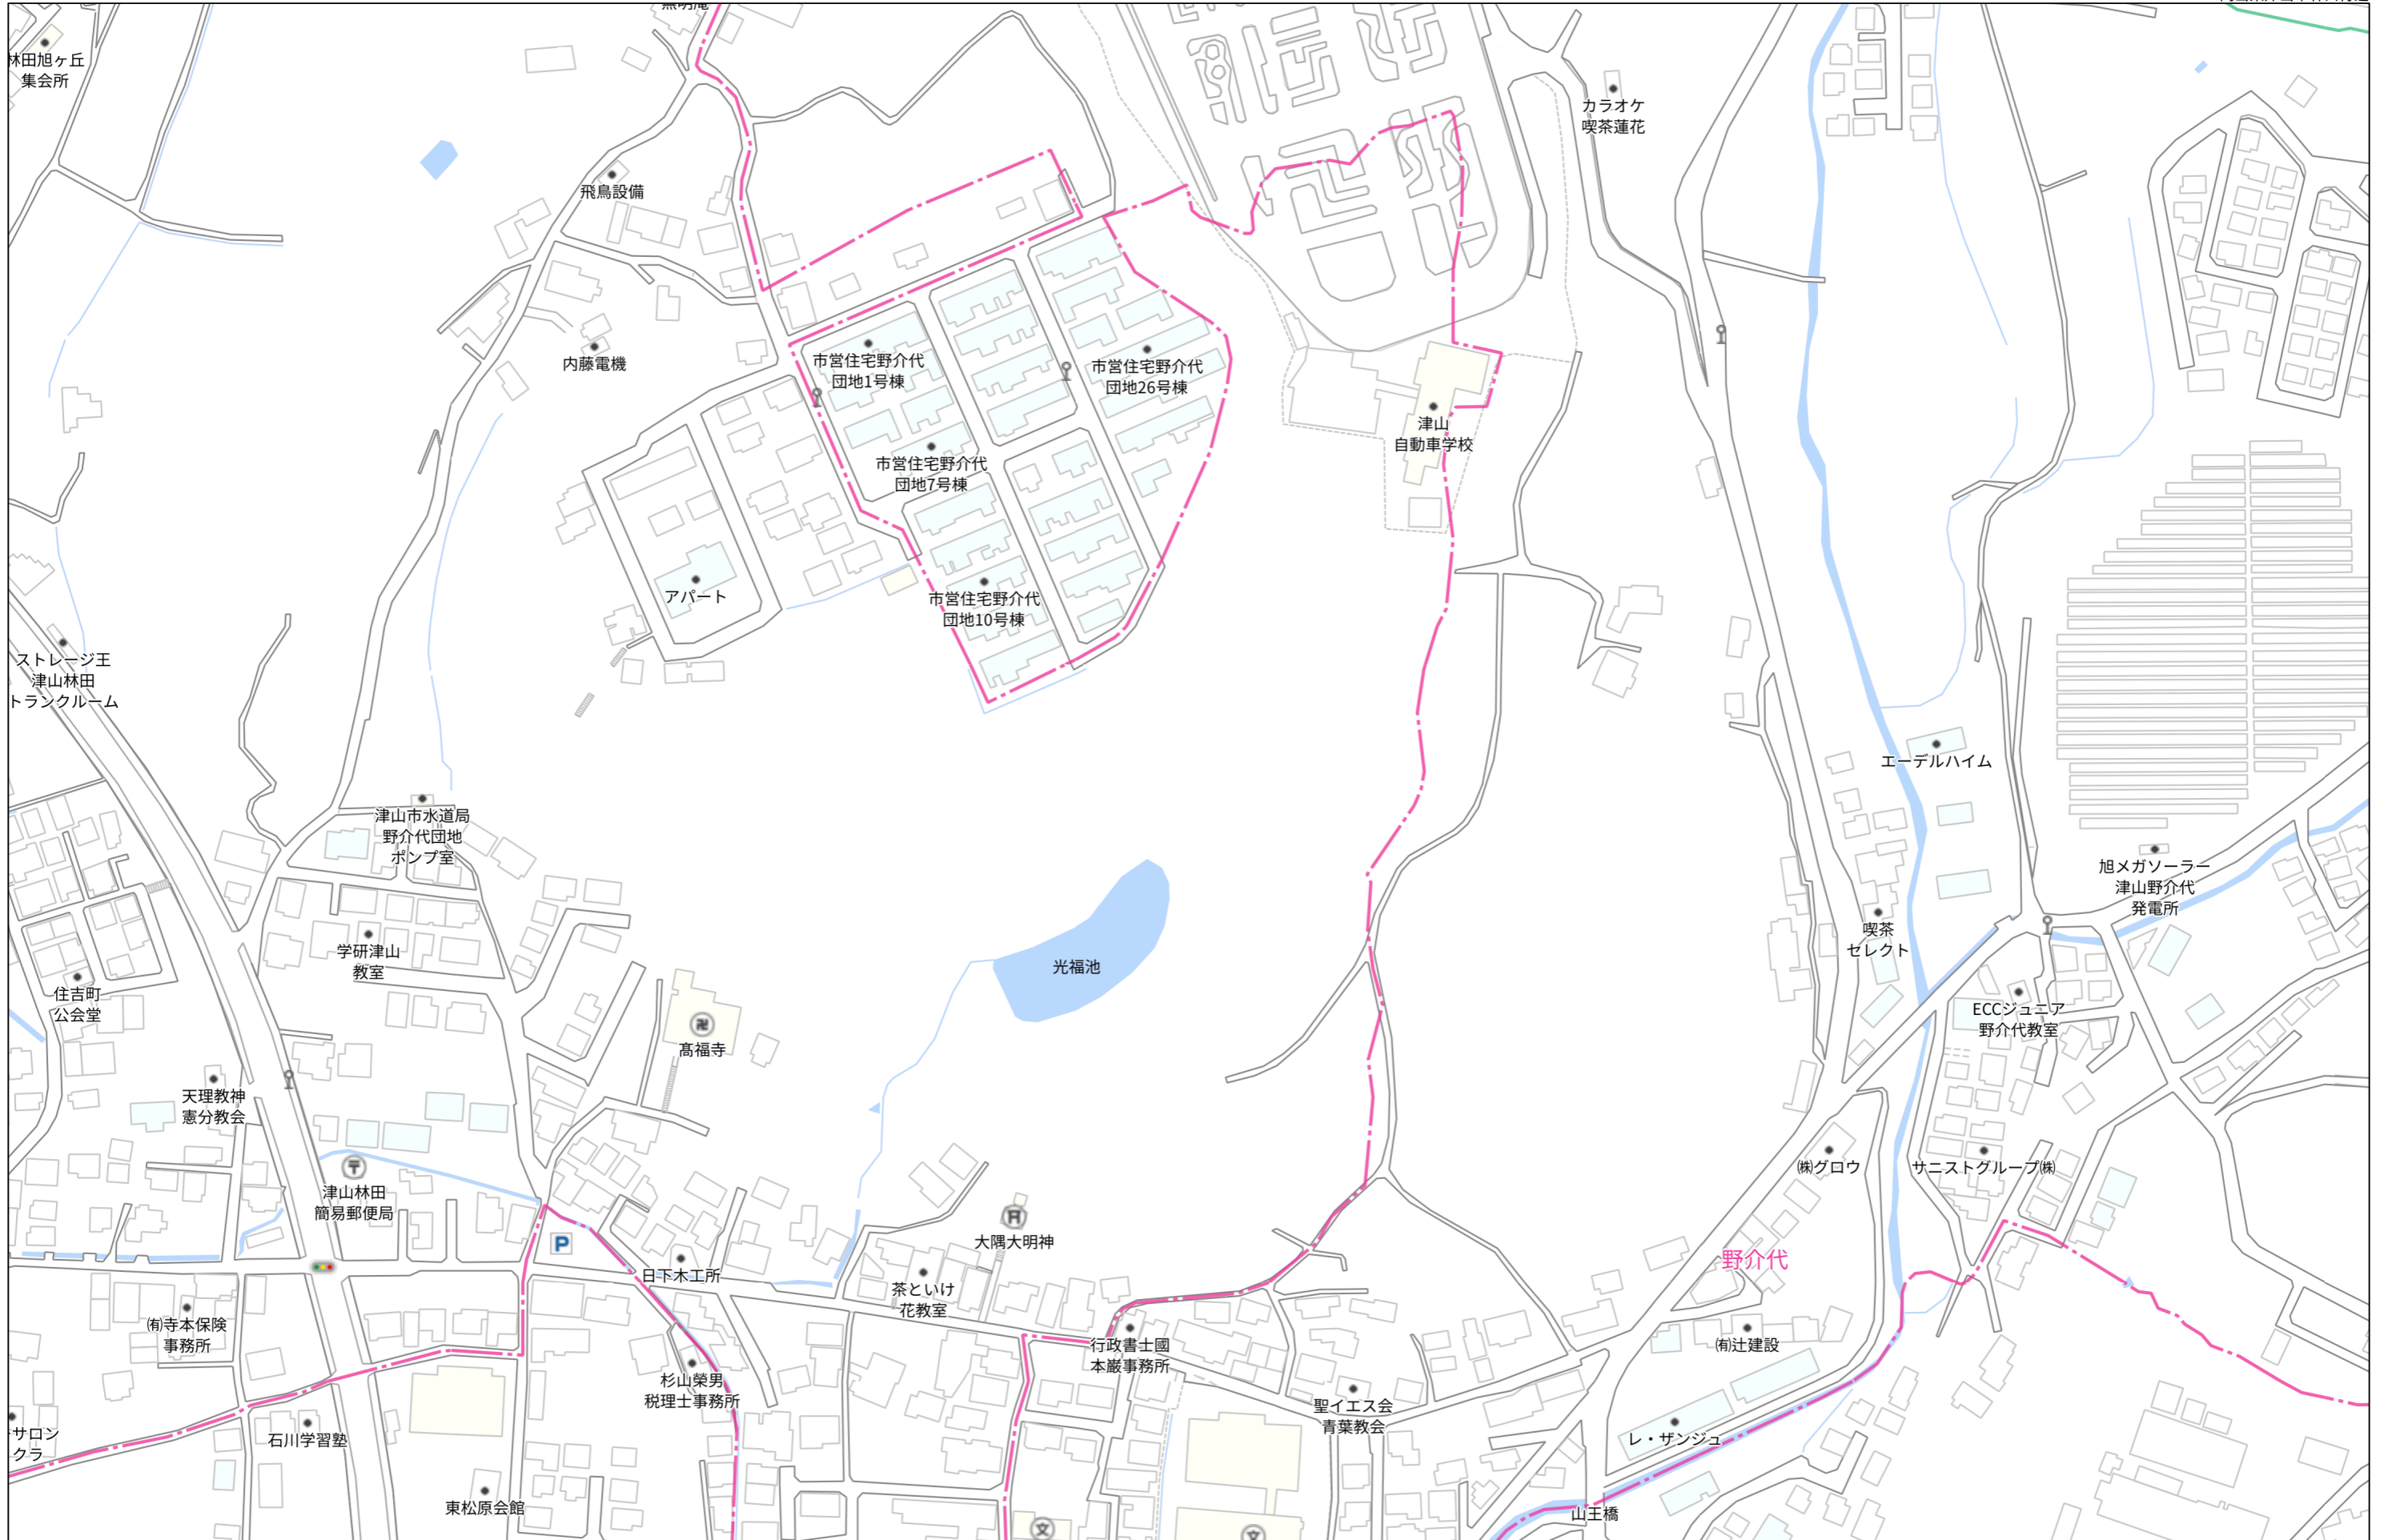 林田旭ヶ丘
集会所
カラオケ
喫茶蓮花
飛鳥設備
内藤電機
市営住宅野介代
団地1号棟
市営住宅野介代
団地26号棟
津山
自動車学校
市営住宅野介代
団地7号棟
アパート
市営住宅野介代
団地10号棟
ストレージ王
津山林田
トランクルーム
エーデルハイム
津山市水道局
野介代団地
ポンプ室
旭メガソーラー
津山野介代
発電所
学研津山
教室
喫茶
セレクト
光福池
住吉町
公会堂
ECCジュニア
野介代教室
卍
髙福寺
天理教神
憲分教会
〒
津山林田
簡易郵便局
㈱グロウ
サニストグループ㈱
P
大隅大明神
野介代
日下木工所
茶といけ
花教室
㈲寺本保険
事務所
行政書士國
本巌事務所
㈲辻建設
杉山榮男
税理士事務所
聖イエス会
青葉教会
サロン
クラ
石川学習塾
レ・ザンジュ
東松原会館
山王橋
文
文